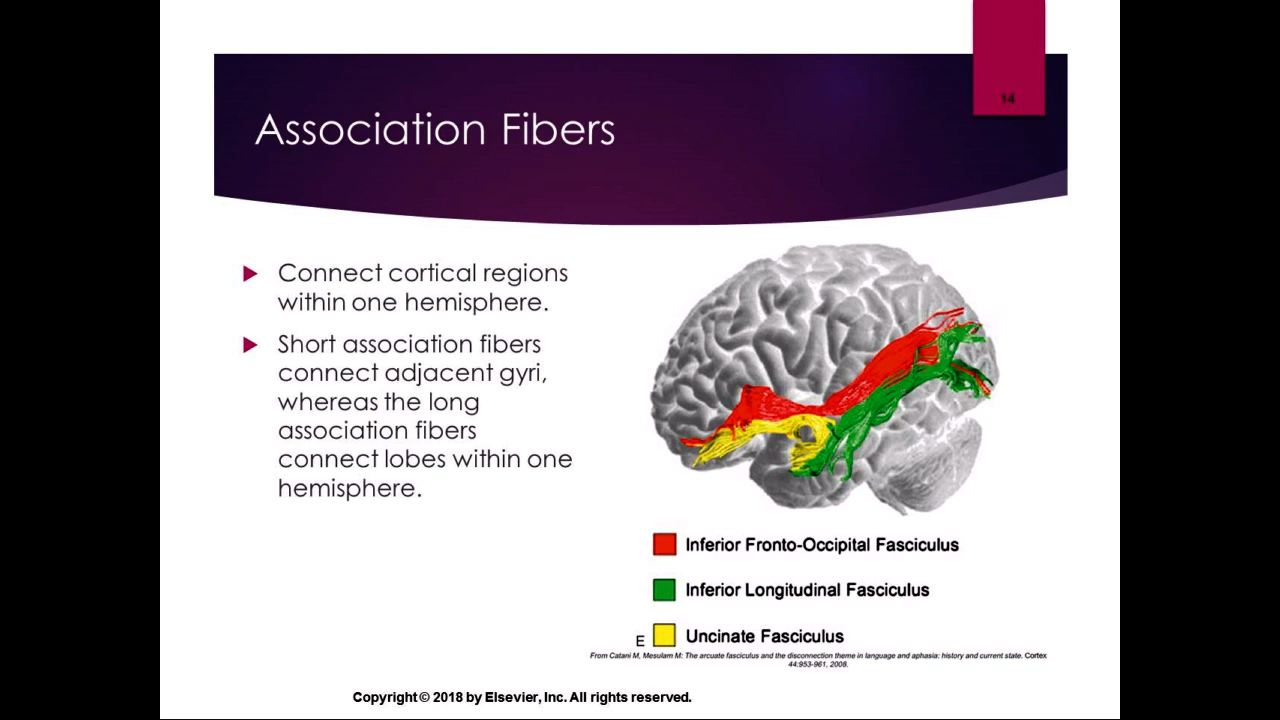 14
Association Fibers
Connect cortical regions
within one hemisphere.
Short association fibers
connect adjacent gyri,
whereas the long
association fibers
connect lobes within one
hemisphere.
Inferior Fronto-Occipital Fasciculus
Inferior Longitudinal Fasciculus
E Uncinate Fasciculus
From Catani M, Mesulam M: The arcuate fasciculus and the disconnection theme in language and aphasia: history and current state. Cortex
44:953-961, 2008.
Copyright © 2018 by Elsevier, Inc. All rights reserved.